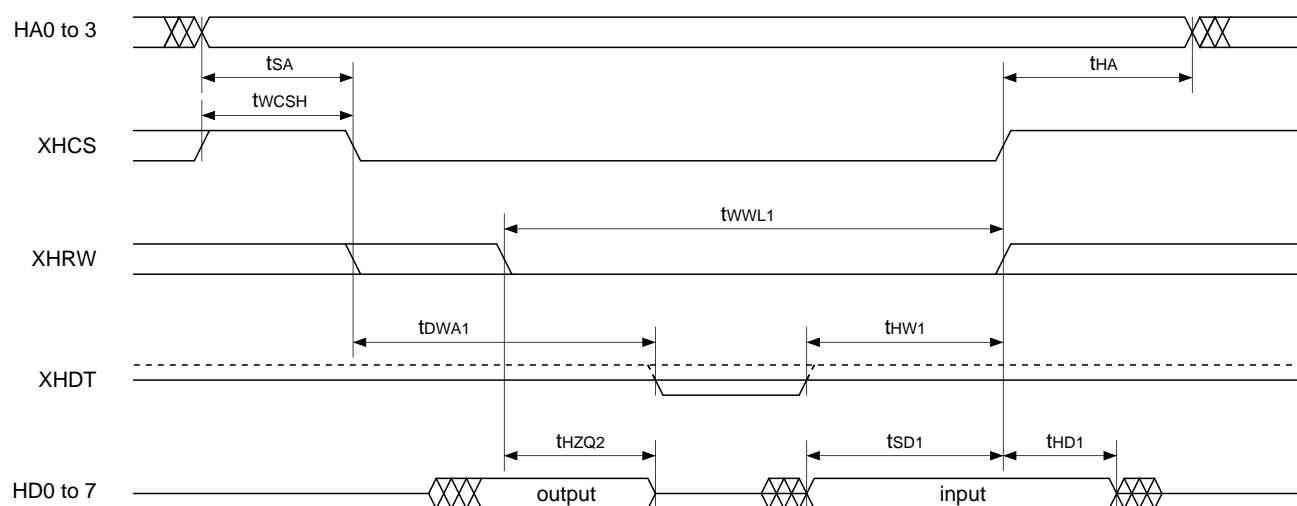 HA0 to 3
tSA
tHA
tWCSH
XHCS
tWWL1
XHRW
tDWA1
tHW1
XHDT
tHZQ2
tSD1
tHD1
HD0 to 7
output
input